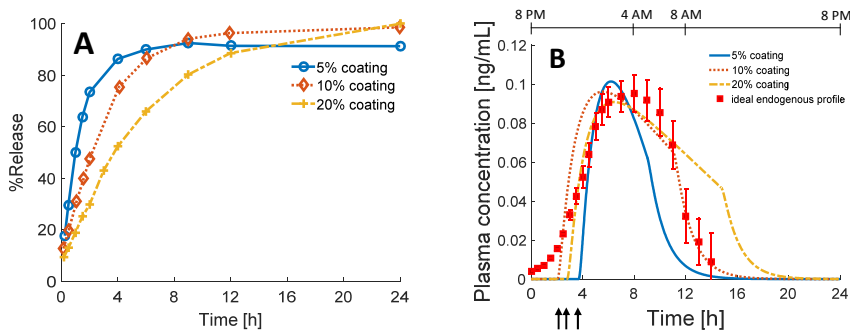 A
%Release
100
80
60
40
20
0
5% coating
10% coating
20% coating
0 4 8 12 16 20 24
Time [h]
8 PM 4 AM 8 AM 8 PM
B
Plasma concentration [ng/mL]
0.12
0.1
0.08
0.06
0.04
0.02
0
5% coating
10% coating
20% coating
ideal endogenous profile
0 4 8 12 16 20 24
Time [h]